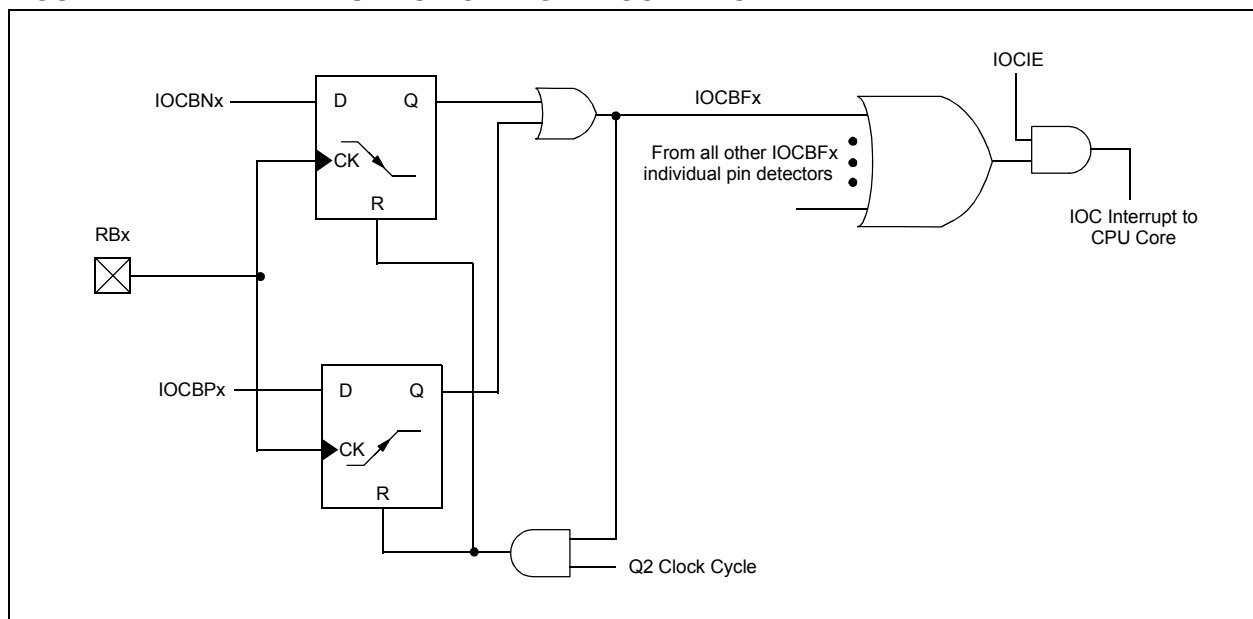 IOCIE
IOCBNx
D
Q
IOCBFx
CK
From all other IOCBFx
individual pin detectors
R
IOC Interrupt to
CPU Core
RBx
IOCBPx
D
Q
CK
R
Q2 Clock Cycle